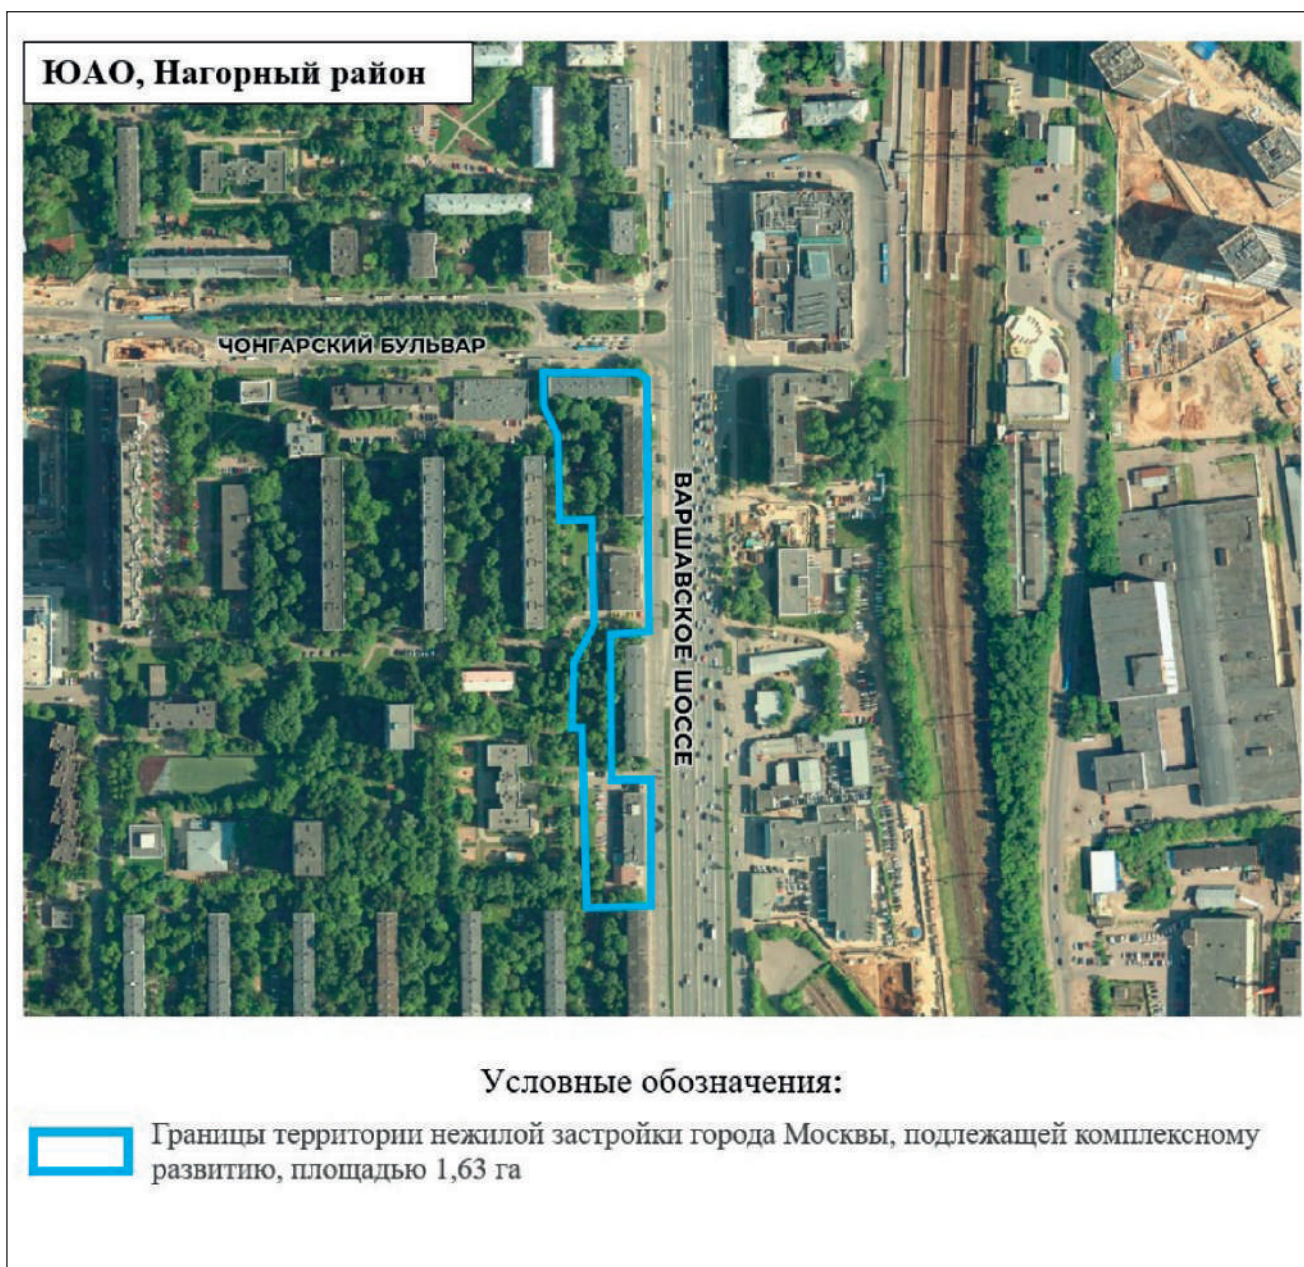 ЮАО, Нагорный район
ЧОНГАРСКИЙ БУЛЬВАР
ВАРШАВСКОЕ ШОССЕ
Условные обозначения:
Границы территории нежилой застройки города Москвы, подлежащей комплексному
развитию, площадью 1,63 га